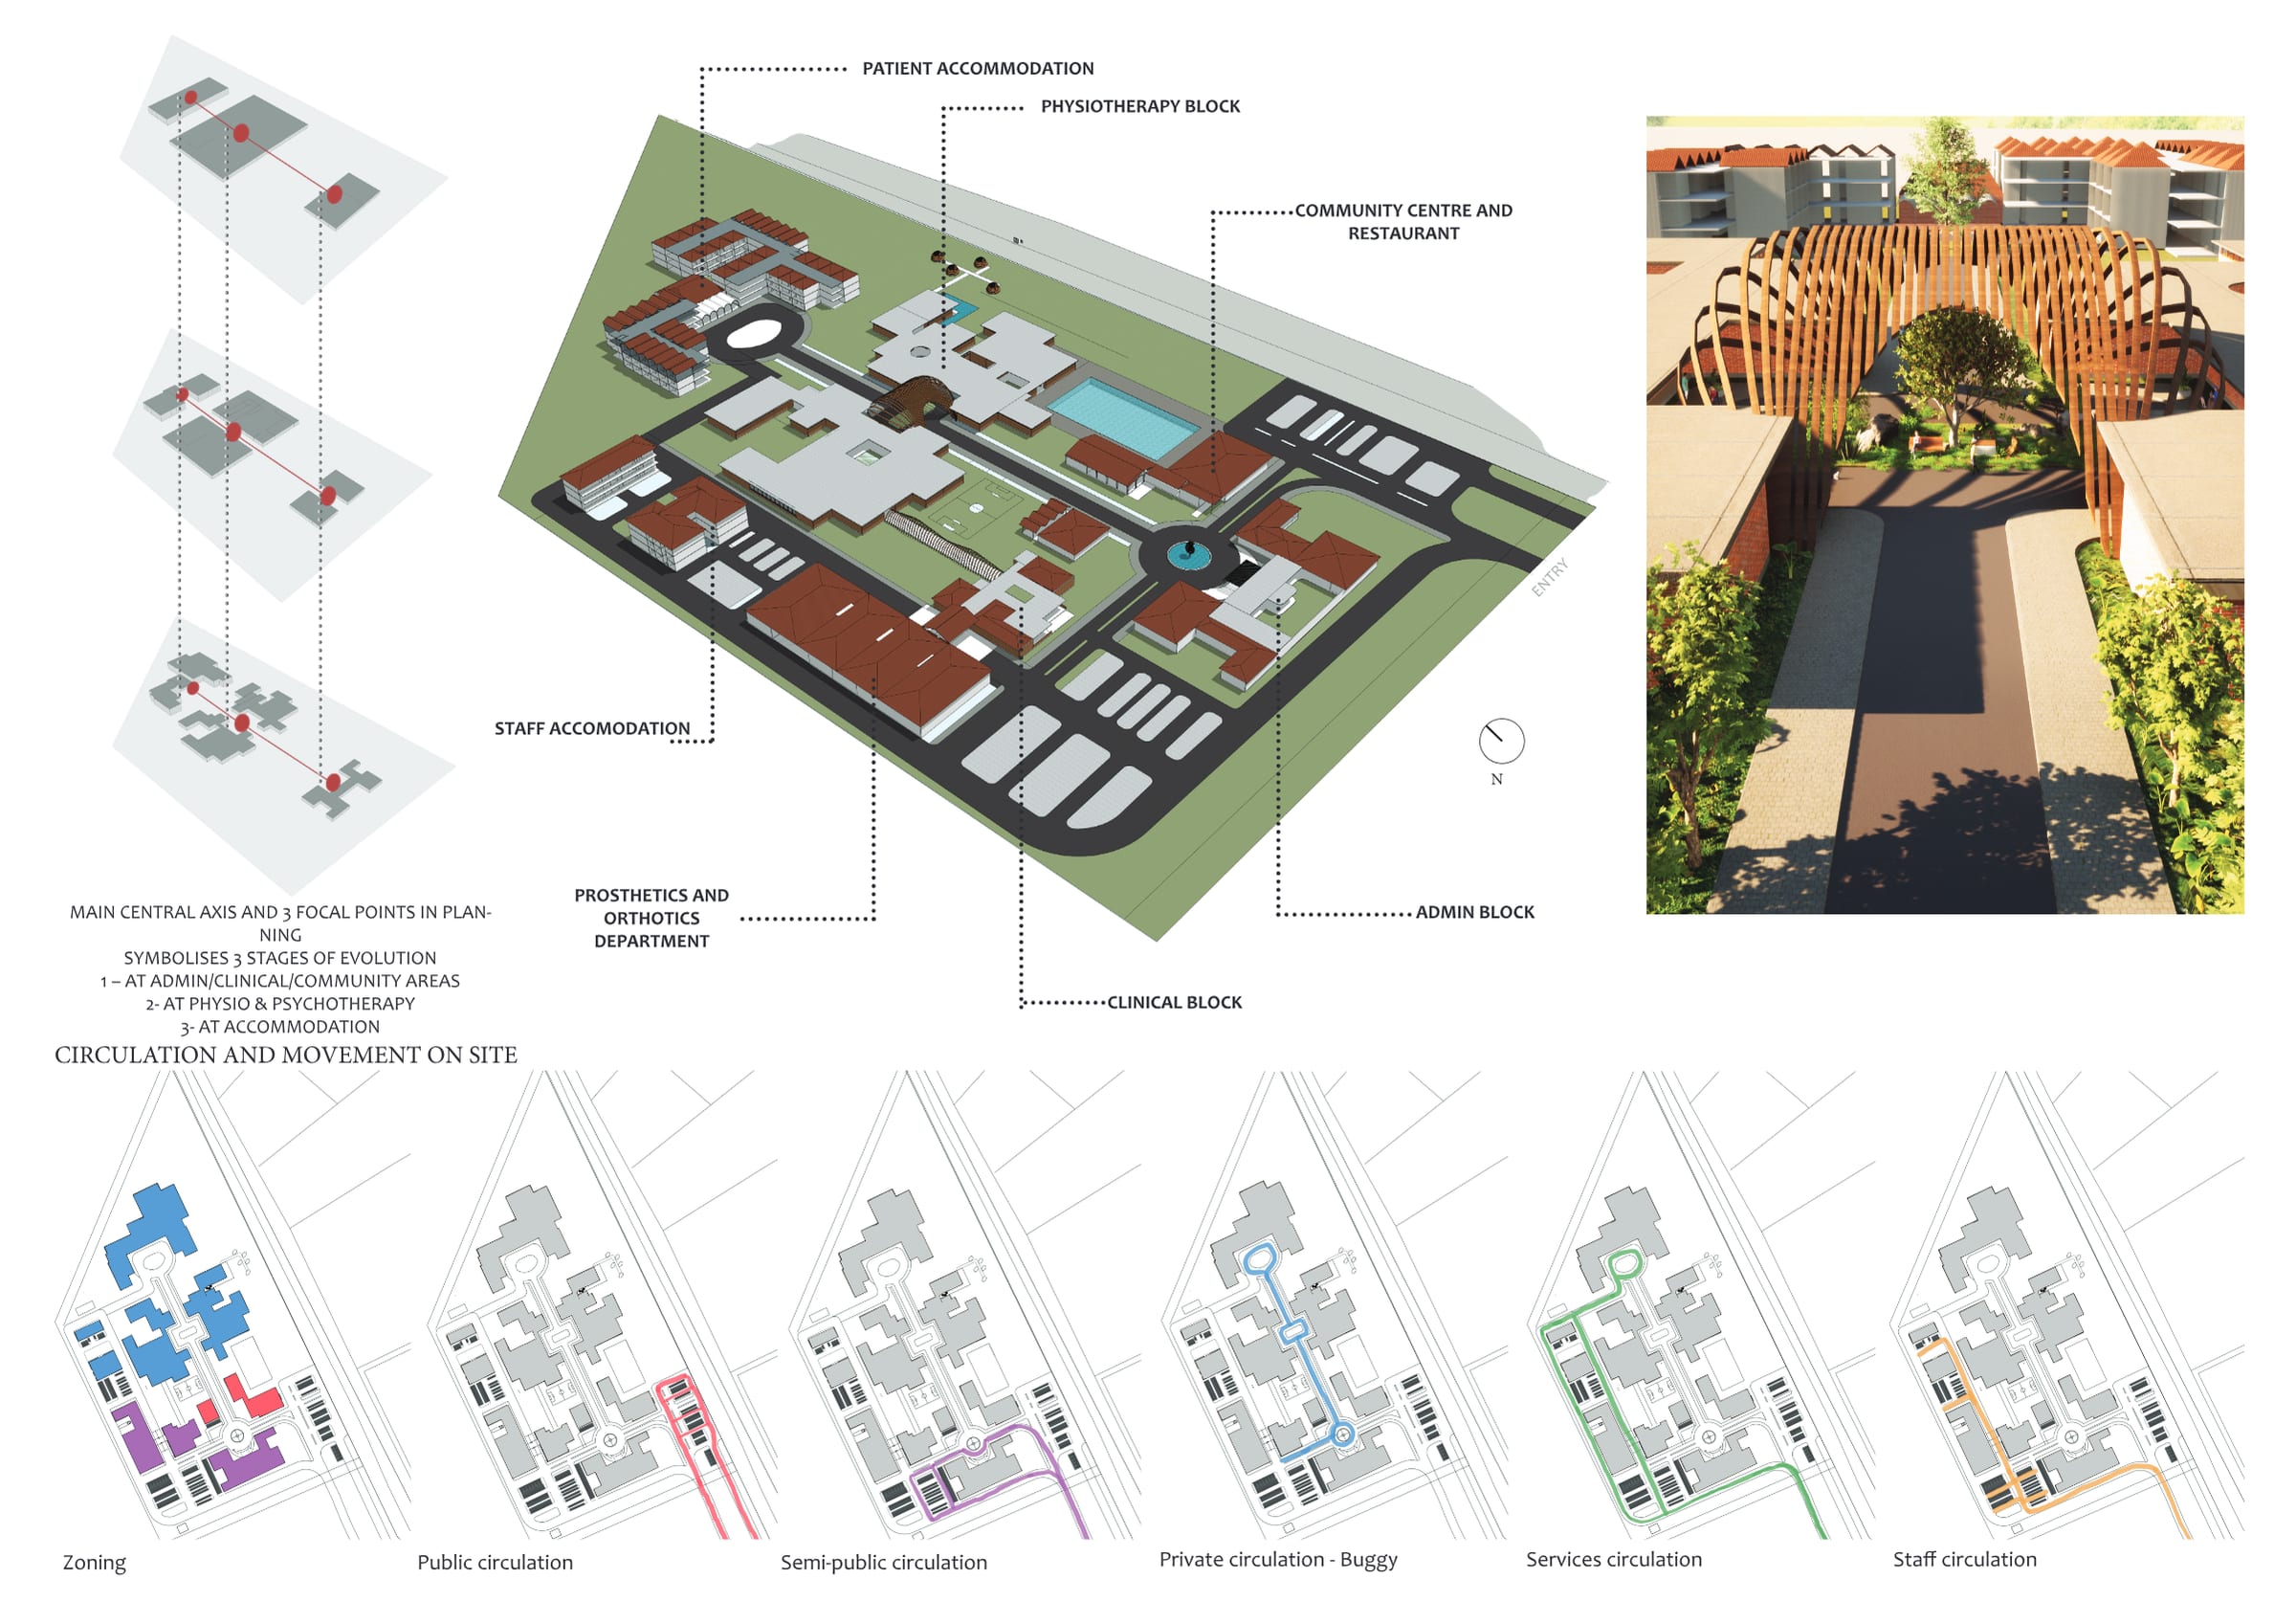 PATIENT ACCOMMODATION
PHYSIOTHERAPY BLOCK
COMMUNITY CENTRE AND
RESTAURANT
ENTRY
STAFF ACCOMODATION
N
PROSTHETICS AND
ORTHOTICS
DEPARTMENT
ADMIN BLOCK
CLINICAL BLOCK
MAIN CENTRAL AXIS AND 3 FOCAL POINTS IN PLAN-
NING
SYMBOLISES 3 STAGES OF EVOLUTION
1 – AT ADMIN/CLINICAL/COMMUNITY AREAS
2- AT PHYSIO & PSYCHOTHERAPY
3- AT ACCOMMODATION
CIRCULATION AND MOVEMENT ON SITE
Zoning
Public circulation
Semi-public circulation
Private circulation - Buggy
Services circulation
Staff circulation